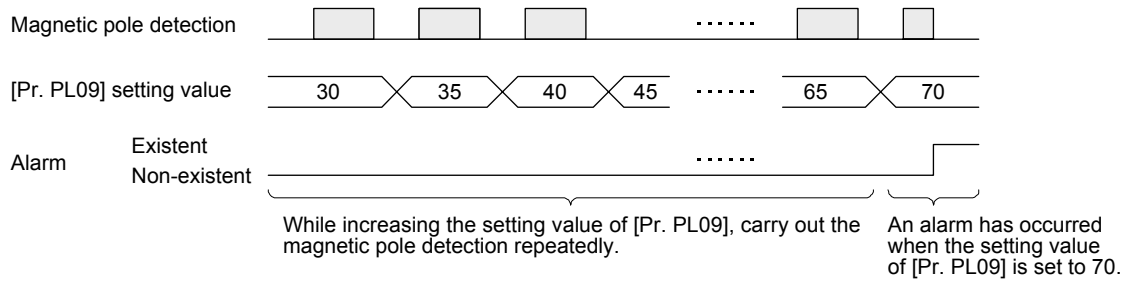 Magnetic pole detection
[Pr. PL09] setting value 30 35 40 45 ...... 65 70
Alarm
Existent
Non-existent
While increasing the setting value of [Pr. PL09], carry out the
magnetic pole detection repeatedly.
An alarm has occurred
when the setting value
of [Pr. PL09] is set to 70.